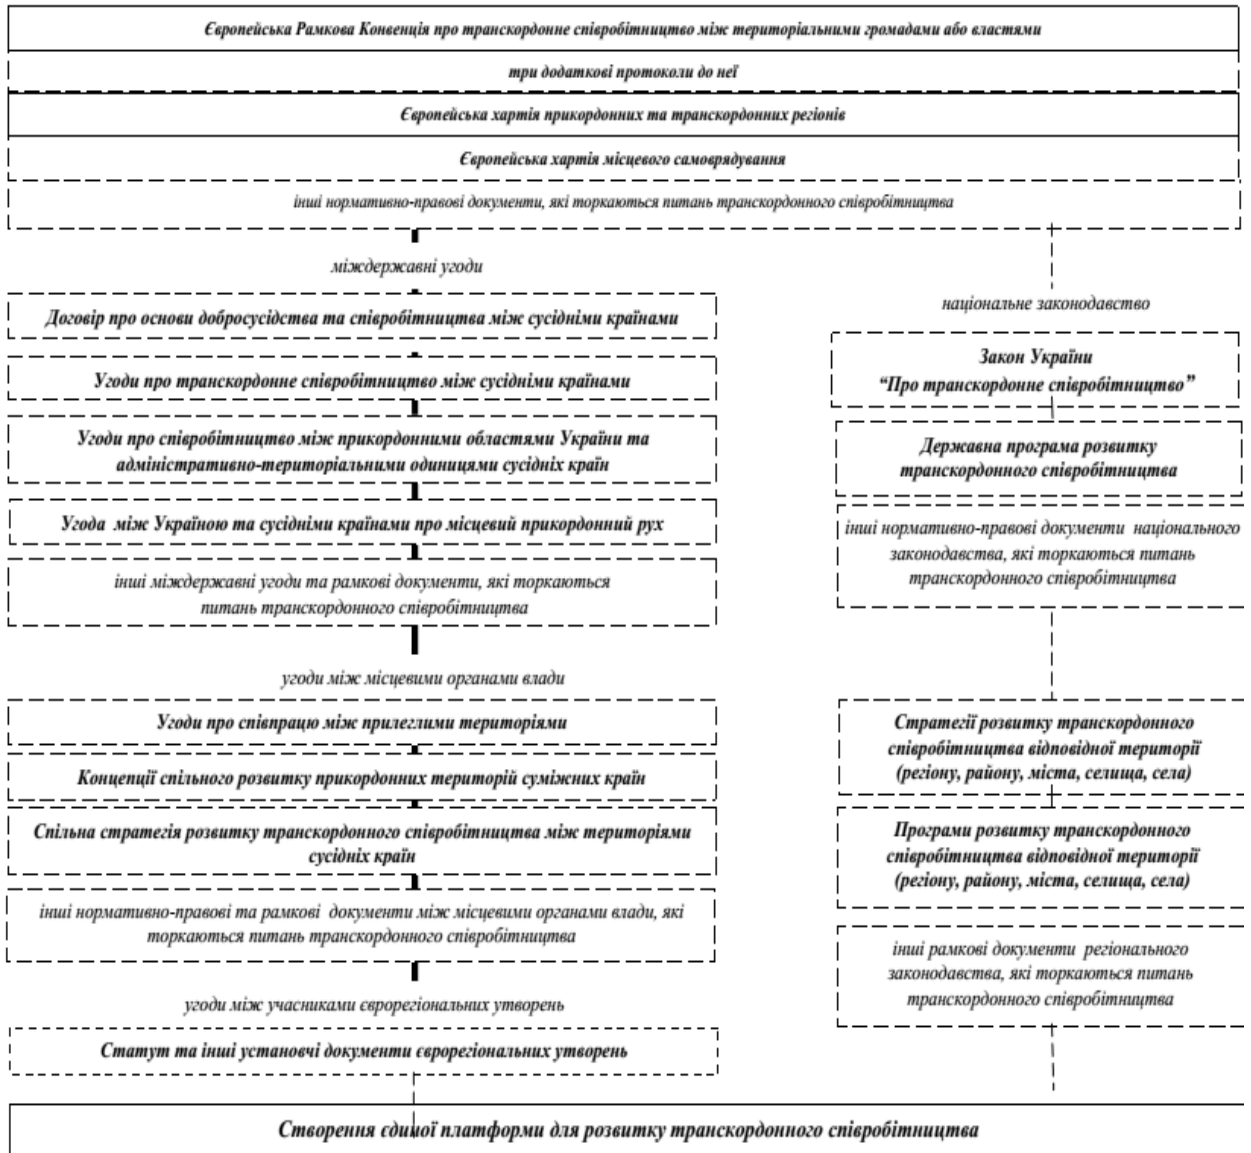 Європейська Рамкова Конвенція про транскордонне співробітництво між територіальними громадами або властями
три додаткові протоколи до неї
Європейська хартія прикордонних та транскордонних регіонів
Європейська хартія місцевого самоврядування
інші нормативно-правові документи, які торкаються питань транскордонного співробітництва
міждержавні угоди
Договір про основи добросусідства та співробітництва між сусідніми країнами
Угоди про транскордонне співробітництво між сусідніми країнами
Угоди про співробітництво між прикордонними областями України та
адміністративно-територіальними одиницями сусідніх країн
Угода між Україною та сусідніми країнами про місцевий прикордонний рух
інші міждержавні угоди та рамкові документи, які торкаються
питань транскордонного співробітництва
угоди між місцевими органами влади
Угоди про співпрацю між прилеглими територіями
Концепції спільного розвитку прикордонних територій суміжних країн
Спільна стратегія розвитку транскордонного співробітництва між територіями
сусідніх країн
інші нормативно-правові та рамкові документи між місцевими органами влади, які
торкаються питань транскордонного співробітництва
угоди між учасниками єврорегіональних утворень
Статут та інші установчі документи єврорегіональних утворень
національне законодавство
Закон України
“Про транскордонне співробітництво”
Державна програма розвитку
транскордонного співробітництва
інші нормативно-правові документи національного
законодавства, які торкаються питань
транскордонного співробітництва
Стратегії розвитку транскордонного
співробітництва відповідної території
(регіону, району, міста, селища, села)
Програми розвитку транскордонного
співробітництва відповідної території
(регіону, району, міста, селища, села)
інші рамкові документи регіонального
законодавства, які торкаються питань
транскордонного співробітництва
Створення єдиної платформи для розвитку транскордонного співробітництва